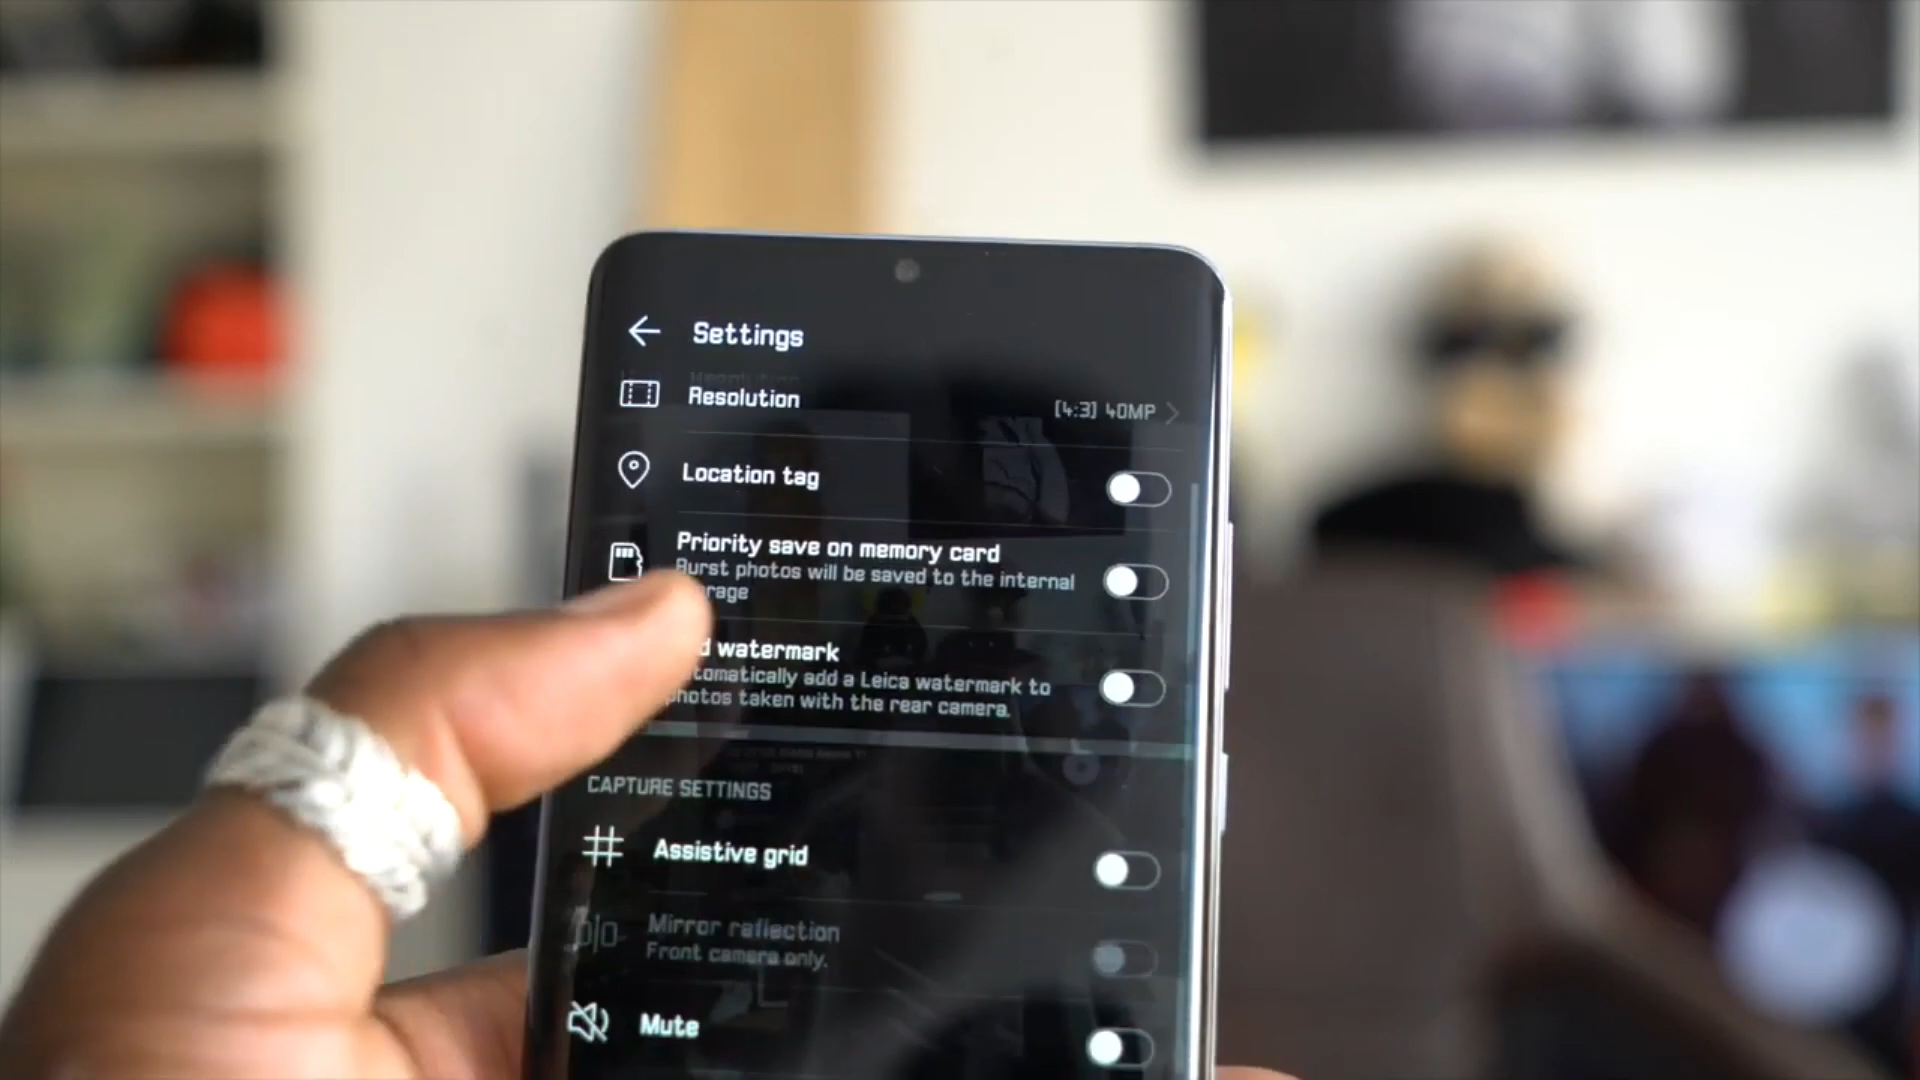 Settings
Resolution
[4:3] 40MP
Location tag
Priority save on memory card
Burst photos will be saved to the internal
watermark
add a Leica watermark to
photos taken with the rear camera.
CAPTURE SETTINGS
Assistive grid
Mirror reflection
Front camera only.
Mute